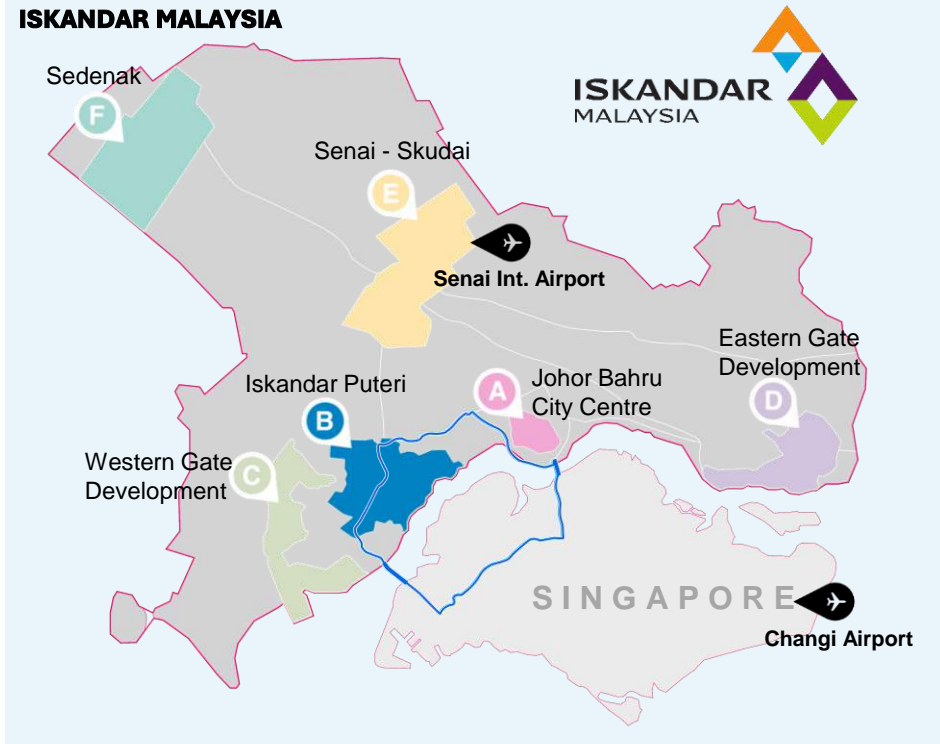 ISKANDAR MALAYSIA
ISKANDAR
MALAYSIA
Sedenak
F
Senai - Skudai
E
Senai Int. Airport
Eastern Gate
Development
D
Iskandar Puteri
B
A
Johor Bahru
City Centre
Western Gate
Development
C
SINGAPORE
Changi Airport